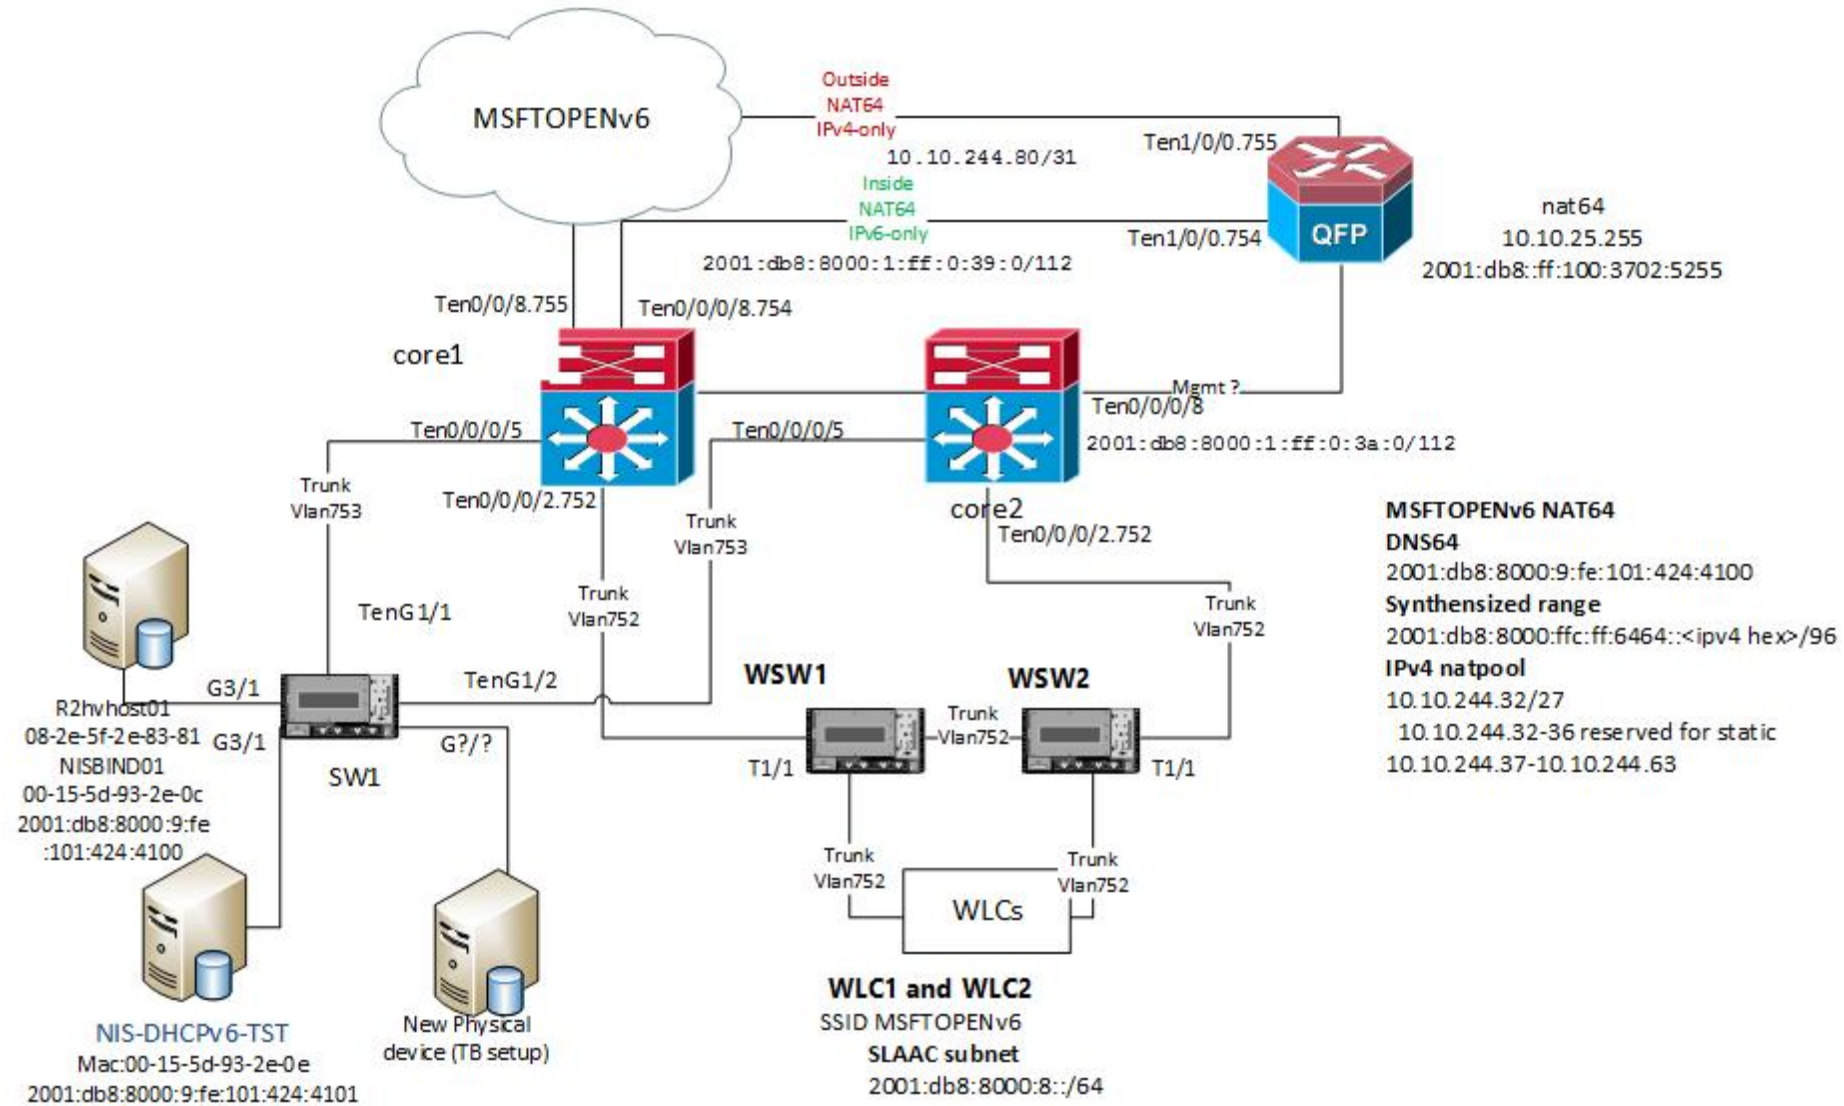 MSFTOPENv6
Outside
NAT64
IPv4-only
10.10.244.80/31
Ten1/0/0.755
Inside
NAT64
IPv6-only
2001:db8:8000:1:ff:0:39:0/112
Ten1/0/0.754
QFP
nat64
10.10.25.255
2001:db8::ff:100:3702:5255
Ten0/0/8.755
Ten0/0/0/8.754
core1
Mgmt ?
Ten0/0/0/8
2001:db8:8000:1:ff:0:3a:0/112
Ten0/0/0/5
Ten0/0/0/5
Trunk
Vlan753
Ten0/0/0/2.752
Trunk
Vlan753
core2
Ten0/0/0/2.752
Trunk
Vlan752
Trunk
Vlan752
MSFTOPENv6 NAT64
DNS64
2001:db8:8000:9:fe:101:424:4100
Synthensized range
2001:db8:8000:ffc:ff:6464::<ipv4 hex>/96
IPv4 natpool
10.10.244.32/27
10.10.244.32-36 reserved for static
10.10.244.37-10.10.244.63
TenG1/1
TenG1/2
G3/1
R2hvhost01
08-2e-5f-2e-83-81
NISBIND01
00-15-5d-93-2e-0c
2001:db8:8000:9:fe
:101:424:4100
G3/1
SW1
G?/?
WSW1
WSW2
Trunk
Vlan752
T1/1
T1/1
Trunk
Vlan752
Trunk
Vlan752
WLCs
WLC1 and WLC2
SSID MSFTOPENv6
SLAAC subnet
2001:db8:8000:8::/64
NIS-DHCPv6-TST
Mac:00-15-5d-93-2e-0e
2001:db8:8000:9:fe:101:424:4101
New Physical
device (TB setup)